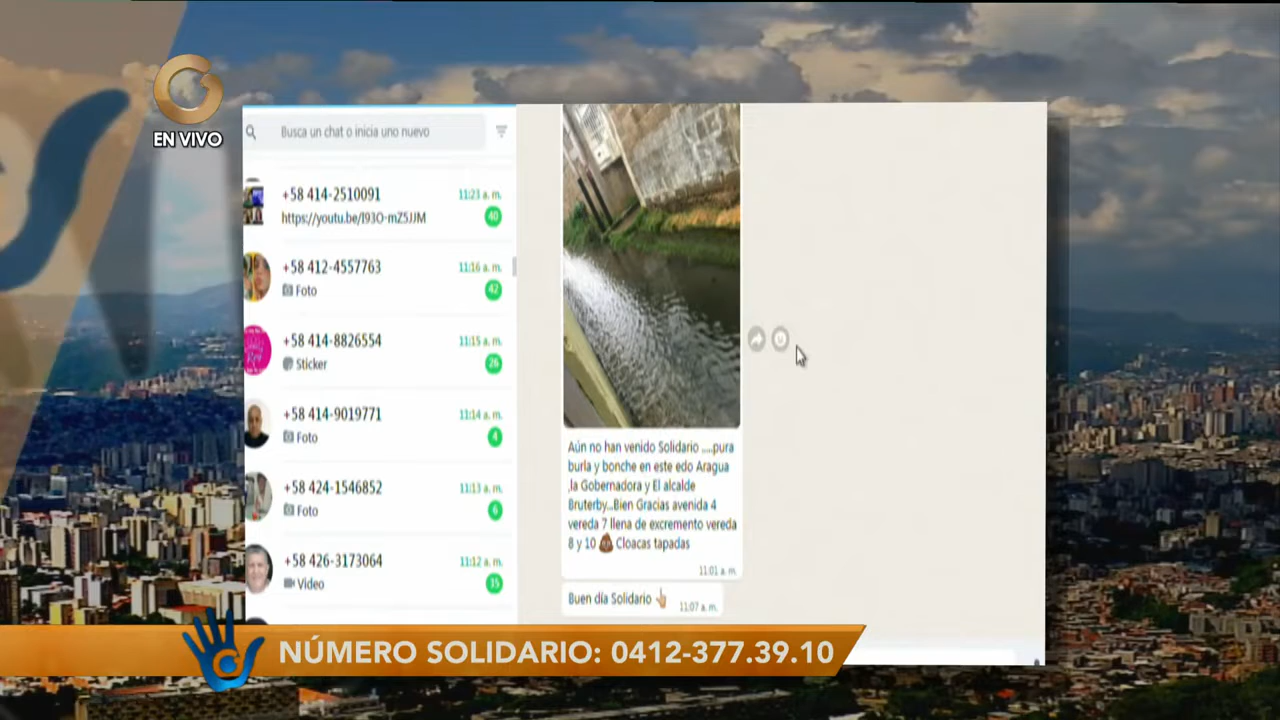 EN VIVO
Busca un chat o inicia uno nuevo
+58 414-2510091
11:23 a. m.
https://youtu.be/I93O-mZ5JJM
40
+58 412-4557763
11:16 a. m.
Foto
42
+58 414-8826554
11:15 a. m.
Sticker
26
+58 414-9019771
11:14 a. m.
Foto
4
+58 424-1546852
11:13 a. m.
Foto
6
+58 426-3173064
11:12 a. m.
Video
15
Aún no han venido Solidario .....pura
burla y bonche en este edo Aragua
,la Gobernadora y El alcalde
Bruterby...Bien Gracias avenida 4
vereda 7 llena de excremento vereda
8 y 10 💩 Cloacas tapadas
11:01 a. m.
Buen día Solidario 👆
11:07 a. m.
NÚMERO SOLIDARIO: 0412-377.39.10